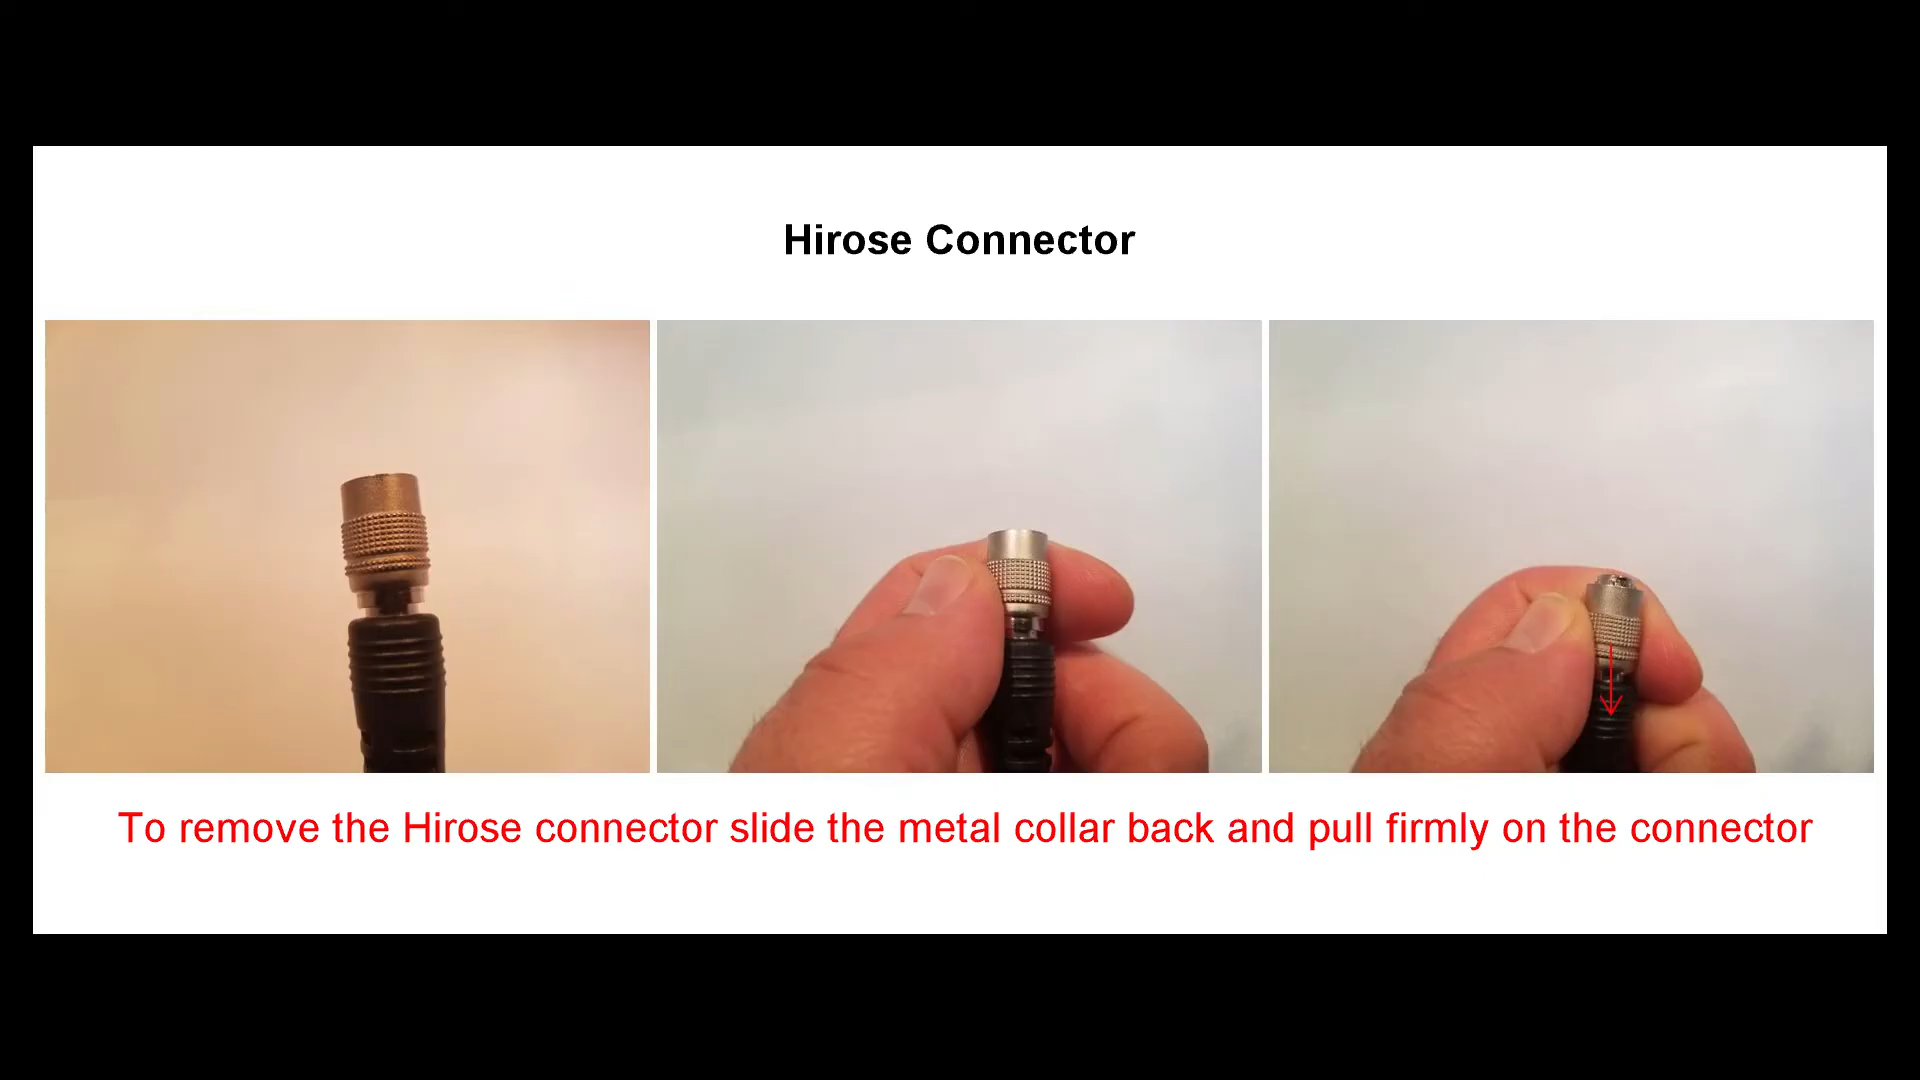 Hirose Connector
To remove the Hirose connector slide the metal collar back and pull firmly on the connector